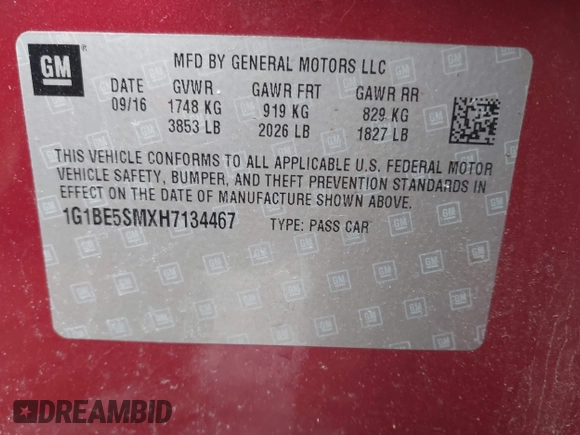 GM
MFD BY GENERAL MOTORS LLC
DATE GVWR GAWR FRT GAWR RR
09/16 1748 KG 919 KG 829 KG
3853 LB 2026 LB 1827 LB
THIS VEHICLE CONFORMS TO ALL APPLICABLE U.S. FEDERAL MOTOR
VEHICLE SAFETY, BUMPER, AND THEFT PREVENTION STANDARDS IN
EFFECT ON THE DATE OF MANUFACTURE SHOWN ABOVE.
1G1BE5SMXH7134467 TYPE: PASS CAR
DREAMBID